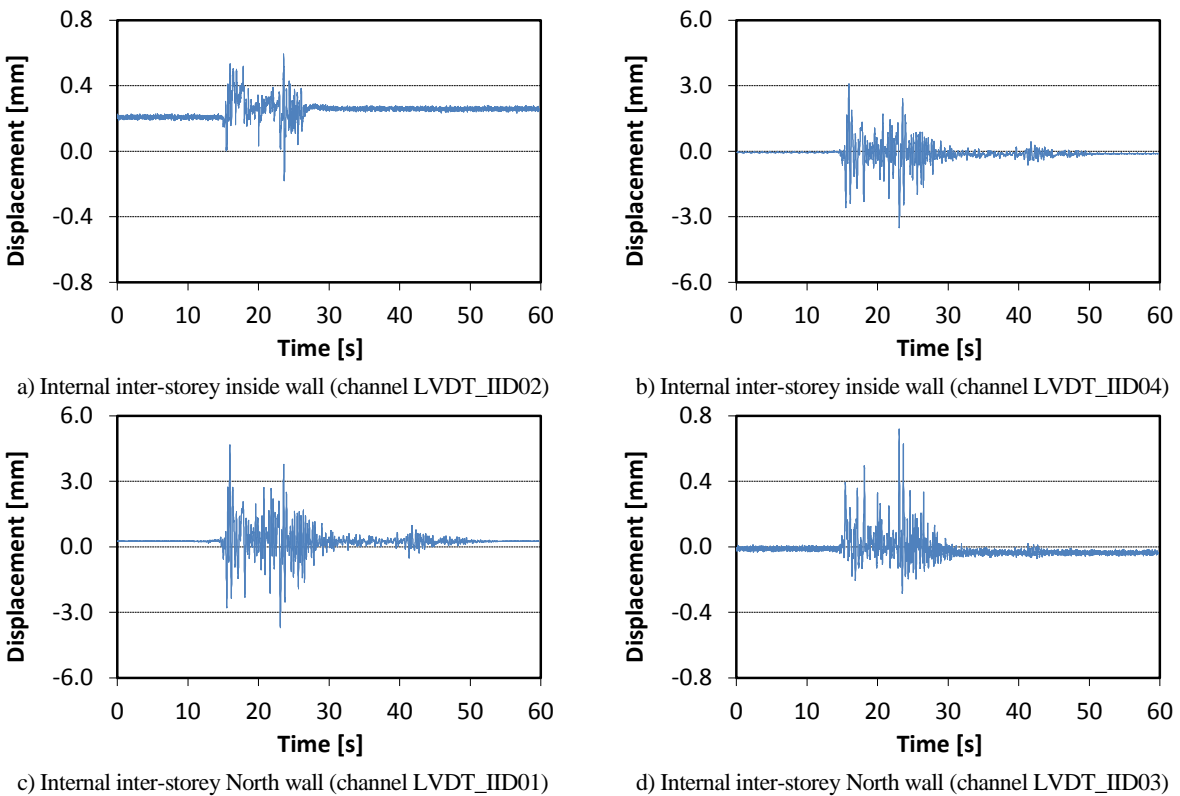 0.8
0.4
0.0
-0.4
-0.8
Displacement [mm]
0 10 20 30 40 50 60
Time [s]
a) Internal inter-storey inside wall (channel LVDT_IID02)
6.0
3.0
0.0
-3.0
-6.0
Displacement [mm]
0 10 20 30 40 50 60
Time [s]
b) Internal inter-storey inside wall (channel LVDT_IID04)
6.0
3.0
0.0
-3.0
-6.0
Displacement [mm]
0 10 20 30 40 50 60
Time [s]
c) Internal inter-storey North wall (channel LVDT_IID01)
0.8
0.4
0.0
-0.4
-0.8
Displacement [mm]
0 10 20 30 40 50 60
Time [s]
d) Internal inter-storey North wall (channel LVDT_IID03)